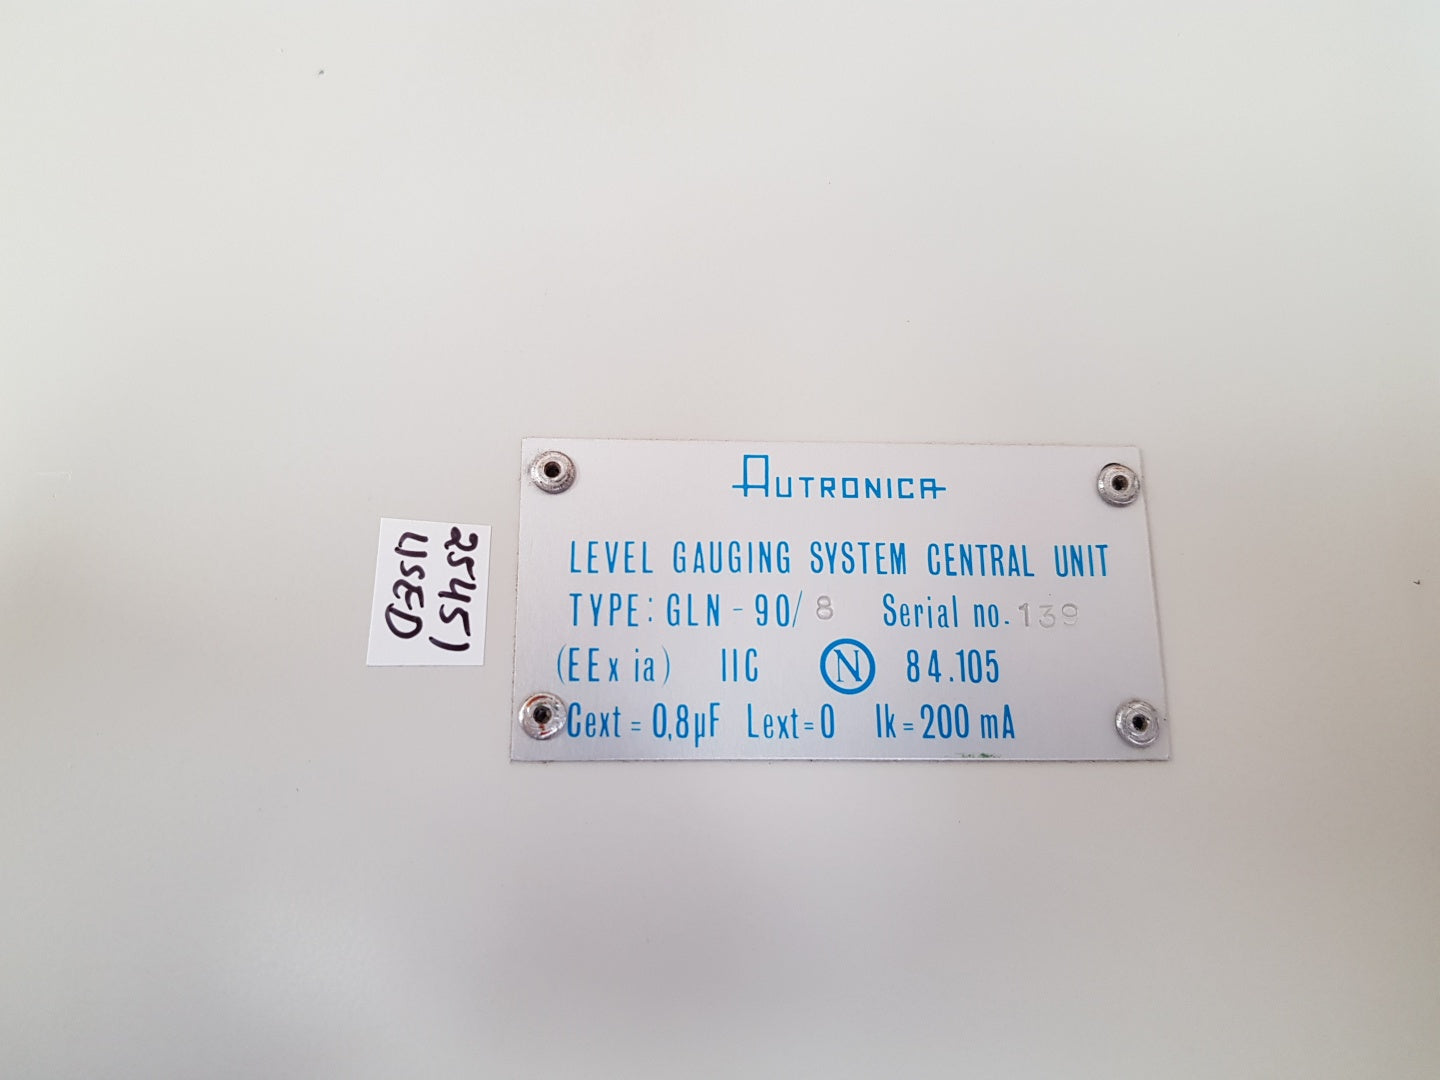 AUTRONICA
LEVEL GAUGING SYSTEM CENTRAL UNIT
TYPE: GLN - 90/ 8 Serial no. 139
(EEx ia) IIC N 84.105
Cext = 0,8µF Lext = 0 Ik = 200 mA
25451
USED